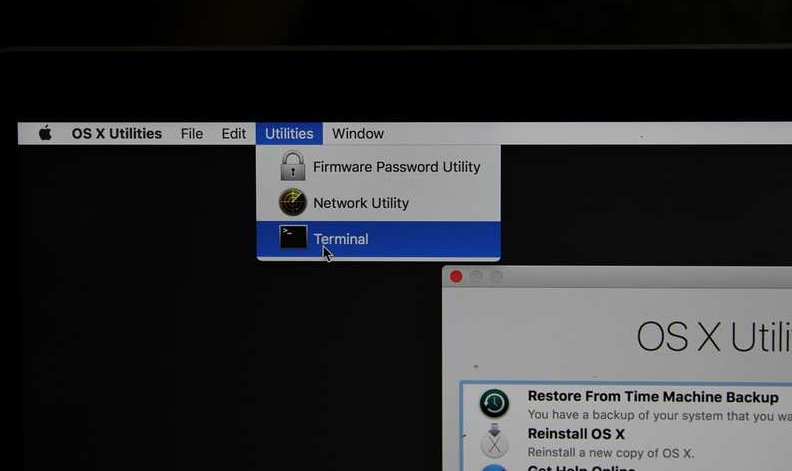 OS X Utilities File Edit Utilities Window
Firmware Password Utility
Network Utility
>_ Terminal
OS X Utili
Restore From Time Machine Backup
You have a backup of your system that you wa
Reinstall OS X
Reinstall a new copy of OS X.
Get Help Online